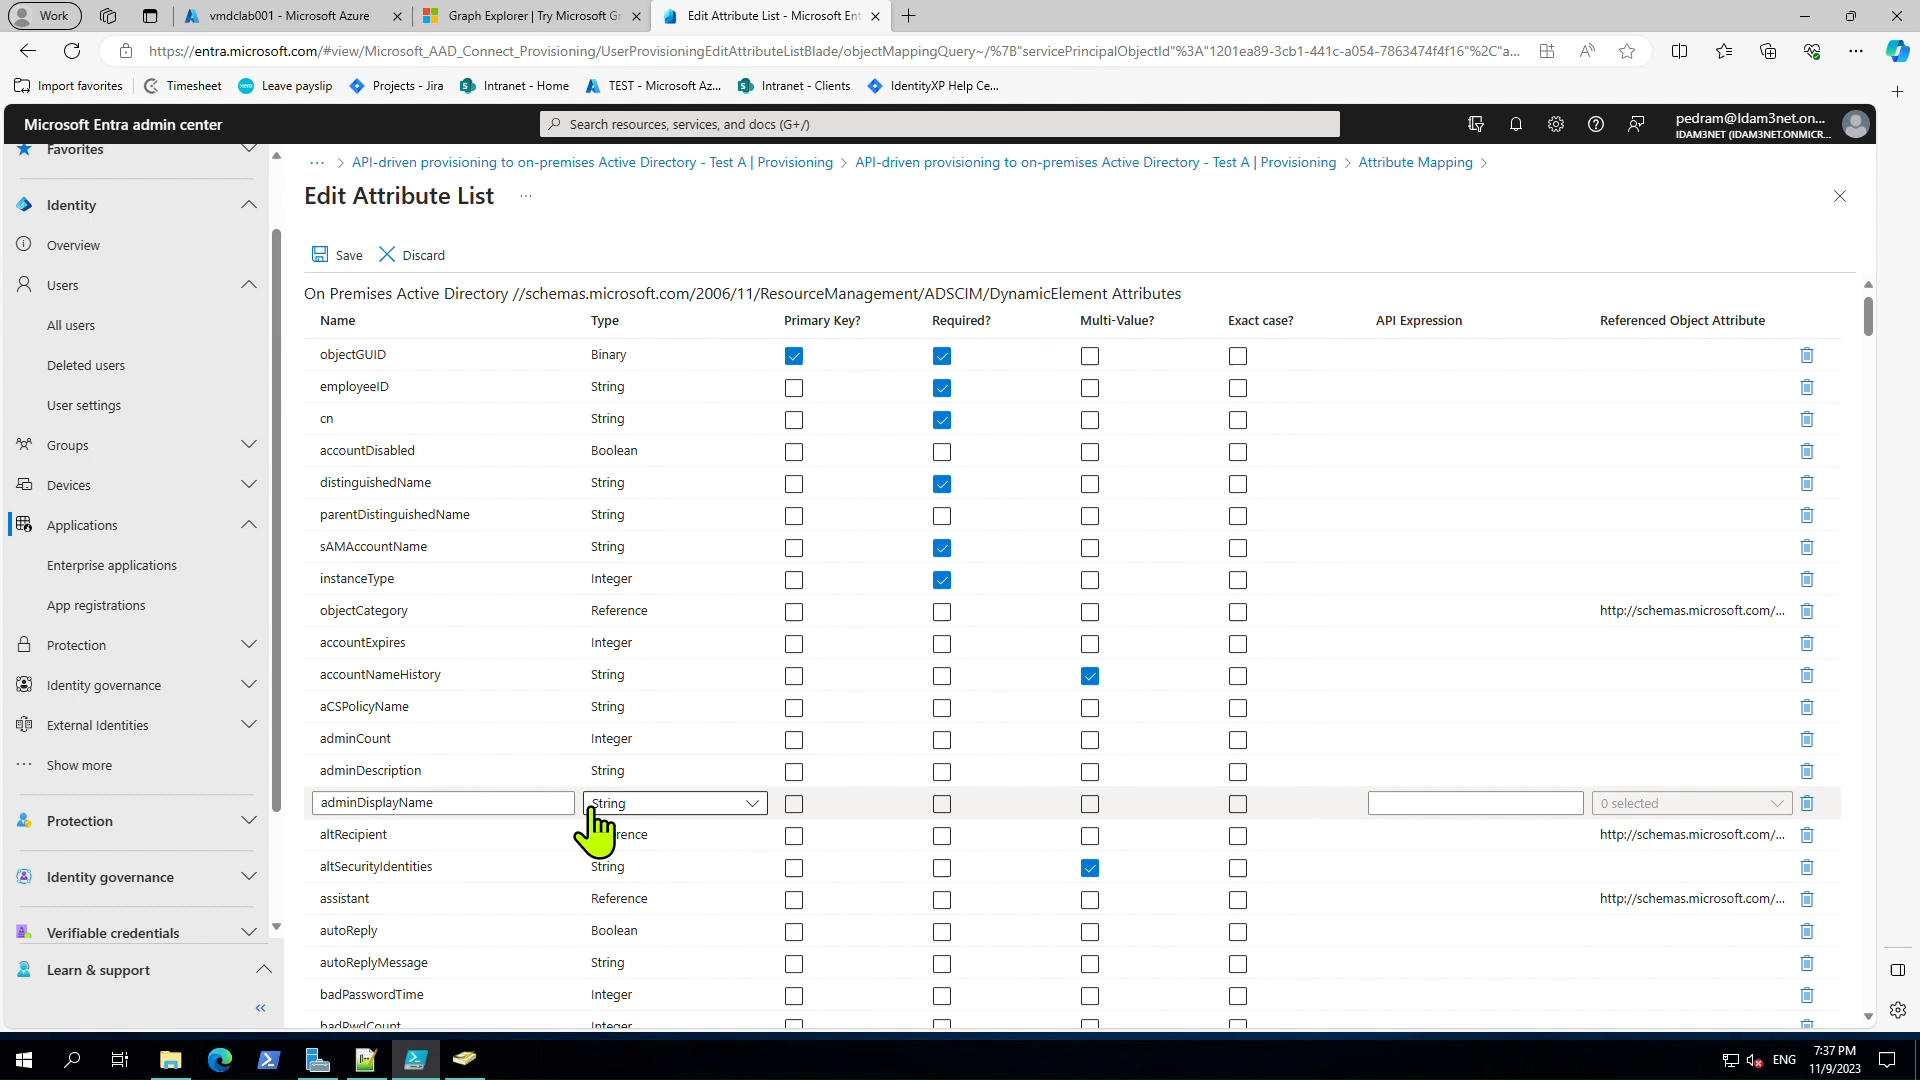 Work
vmdclab001 - Microsoft Azure
Graph Explorer | Try Microsoft Gr
Edit Attribute List - Microsoft Ent
https://entra.microsoft.com/#view/Microsoft_AAD_Connect_Provisioning/UserProvisioningEditAttributeListBlade/objectMappingQuery~/%7B"servicePrincipalObjectId"%3A"1201ea89-3cb1-441c-a054-7863474f4f16"%2C"a...
Import favorites
Timesheet
Leave payslip
Projects - Jira
Intranet - Home
TEST - Microsoft Az...
Intranet - Clients
IdentityXP Help Ce...
Microsoft Entra admin center
Search resources, services, and docs (G+/)
pedram@Idam3net.on...
IDAM3NET (IDAM3NET.ONMICR...
Favorites
Identity
Overview
Users
All users
Deleted users
User settings
Groups
Devices
Applications
Enterprise applications
App registrations
Protection
Identity governance
External Identities
Show more
Protection
Identity governance
Verifiable credentials
Learn & support
... > API-driven provisioning to on-premises Active Directory - Test A | Provisioning > API-driven provisioning to on-premises Active Directory - Test A | Provisioning > Attribute Mapping >
Edit Attribute List ...
Save Discard
On Premises Active Directory //schemas.microsoft.com/2006/11/ResourceManagement/ADSCIM/DynamicElement Attributes
Name Type Primary Key? Required? Multi-Value? Exact case? API Expression Referenced Object Attribute
objectGUID Binary
employeeID String
cn String
accountDisabled Boolean
distinguishedName String
parentDistinguishedName String
sAMAccountName String
instanceType Integer
objectCategory Reference http://schemas.microsoft.com/...
accountExpires Integer
accountNameHistory String
aCSPolicyName String
adminCount Integer
adminDescription String
adminDisplayName String 0 selected
altRecipient rence http://schemas.microsoft.com/...
altSecurityIdentities String
assistant Reference http://schemas.microsoft.com/...
autoReply Boolean
autoReplyMessage String
badPasswordTime Integer
badPwdCount Integer
ENG
7:37 PM
11/9/2023